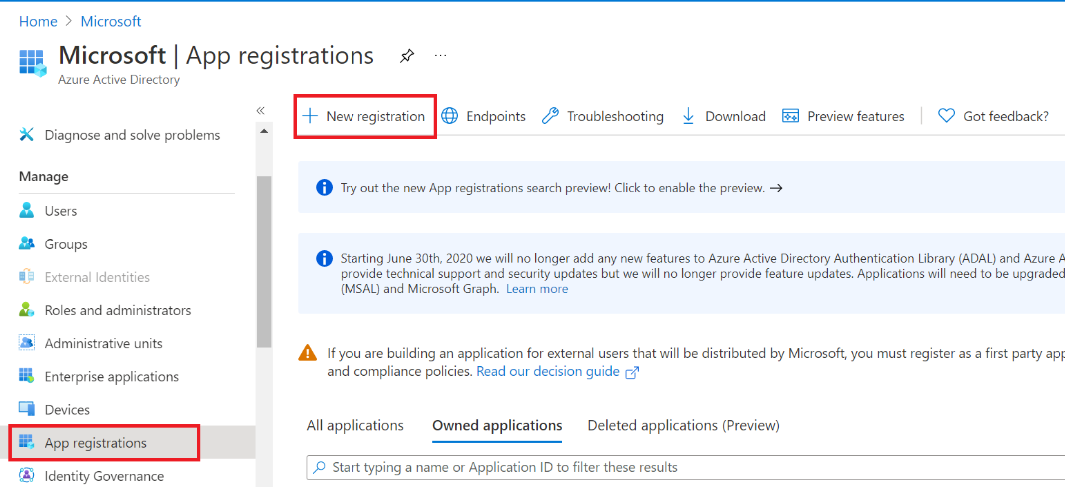 Home > Microsoft
Microsoft | App registrations
Azure Active Directory
Diagnose and solve problems
Manage
Users
Groups
External Identities
Roles and administrators
Administrative units
Enterprise applications
Devices
App registrations
Identity Governance
New registration
Endpoints
Troubleshooting
Download
Preview features
Got feedback?
Try out the new App registrations search preview! Click to enable the preview. →
Starting June 30th, 2020 we will no longer add any new features to Azure Active Directory Authentication Library (ADAL) and Azure A
provide technical support and security updates but we will no longer provide feature updates. Applications will need to be upgraded
(MSAL) and Microsoft Graph. Learn more
If you are building an application for external users that will be distributed by Microsoft, you must register as a first party app
and compliance policies. Read our decision guide
All applications
Owned applications
Deleted applications (Preview)
Start typing a name or Application ID to filter these results